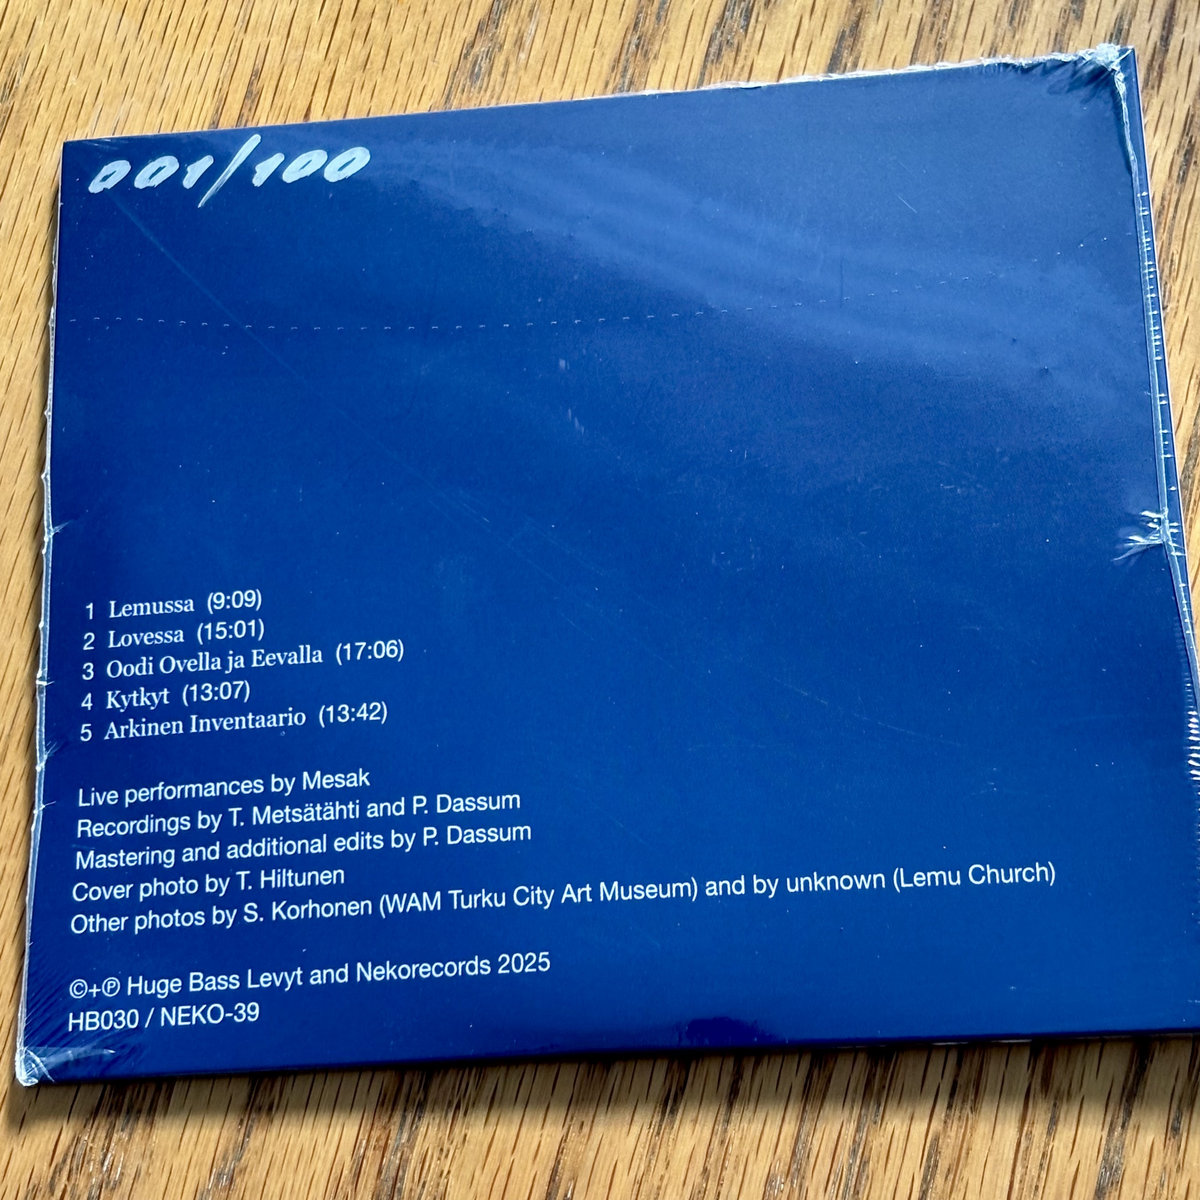 001/100
1 Lemussa (9:09)
2 Lovessa (15:01)
3 Oodi Ovella ja Eevalla (17:06)
4 Kytkyt (13:07)
5 Arkinen Inventaario (13:42)
Live performances by Mesak
Recordings by T. Metsätähti and P. Dassum
Mastering and additional edits by P. Dassum
Cover photo by T. Hiltunen
Other photos by S. Korhonen (WAM Turku City Art Museum) and by unknown (Lemu Church)
©+℗ Huge Bass Levyt and Nekorecords 2025
HB030 / NEKO-39